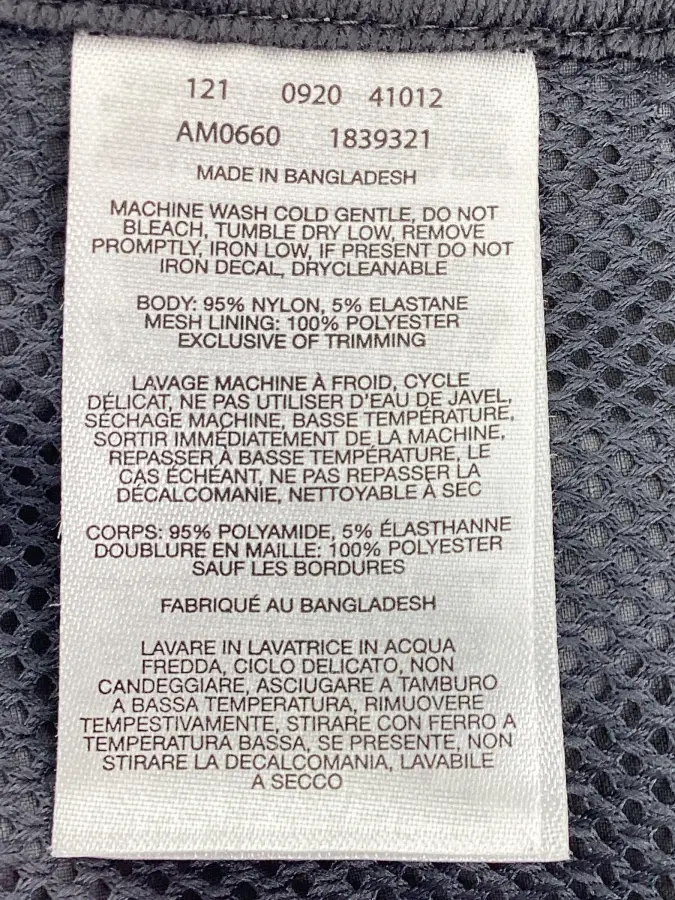 121 0920 41012
AM0660 1839321
MADE IN BANGLADESH
MACHINE WASH COLD GENTLE, DO NOT
BLEACH, TUMBLE DRY LOW, REMOVE
PROMPTLY, IRON LOW, IF PRESENT DO NOT
IRON DECAL, DRYCLEANABLE
BODY: 95% NYLON, 5% ELASTANE
MESH LINING: 100% POLYESTER
EXCLUSIVE OF TRIMMING
LAVAGE MACHINE À FROID, CYCLE
DÉLICAT, NE PAS UTILISER D'EAU DE JAVEL,
SÉCHAGE MACHINE, BASSE TEMPÉRATURE,
SORTIR IMMÉDIATEMENT DE LA MACHINE,
REPASSER À BASSE TEMPÉRATURE, LE
CAS ÉCHÉANT, NE PAS REPASSER LA
DÉCALCOMANIE, NETTOYABLE À SEC
CORPS: 95% POLYAMIDE, 5% ÉLASTHANNE
DOUBLURE EN MAILLE: 100% POLYESTER
SAUF LES BORDURES
FABRIQUÉ AU BANGLADESH
LAVARE IN LAVATRICE IN ACQUA
FREDDA, CICLO DELICATO, NON
CANDEGGIARE, ASCIUGARE A TAMBURO
A BASSA TEMPERATURA, RIMUOVERE
TEMPESTIVAMENTE, STIRARE CON FERRO A
TEMPERATURA BASSA, SE PRESENTE, NON
STIRARE LA DECALCOMANIA, LAVABILE
A SECCO